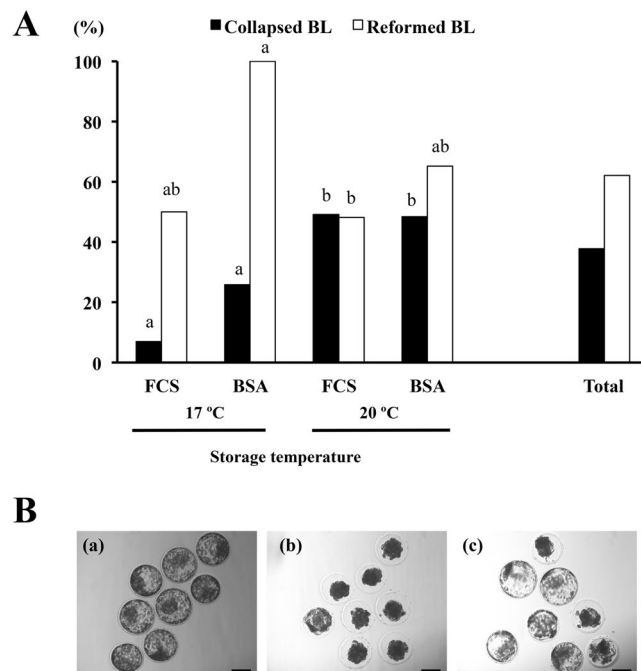 A
(%)
Collapsed BL
Reformed BL
100
80
60
40
20
0
a
ab
a
a
b
b
b
ab
FCS
BSA
FCS
BSA
Total
17 ºC
20 ºC
Storage temperature
B
(a)
(b)
(c)